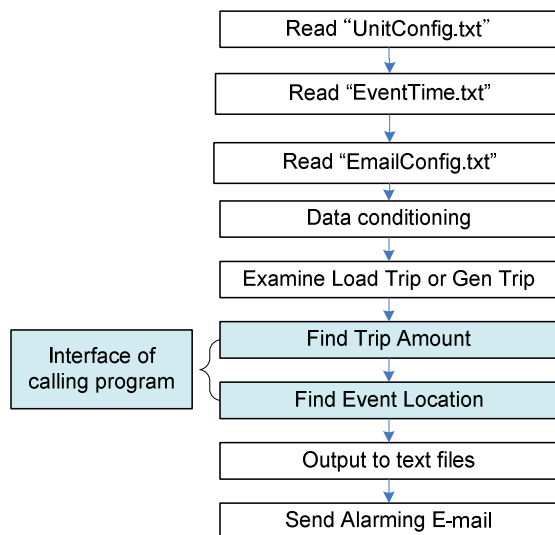 Read “UnitConfig.txt”
Read “EventTime.txt”
Read “EmailConfig.txt”
Data conditioning
Examine Load Trip or Gen Trip
Interface of
calling program
Find Trip Amount
Find Event Location
Output to text files
Send Alarming E-mail